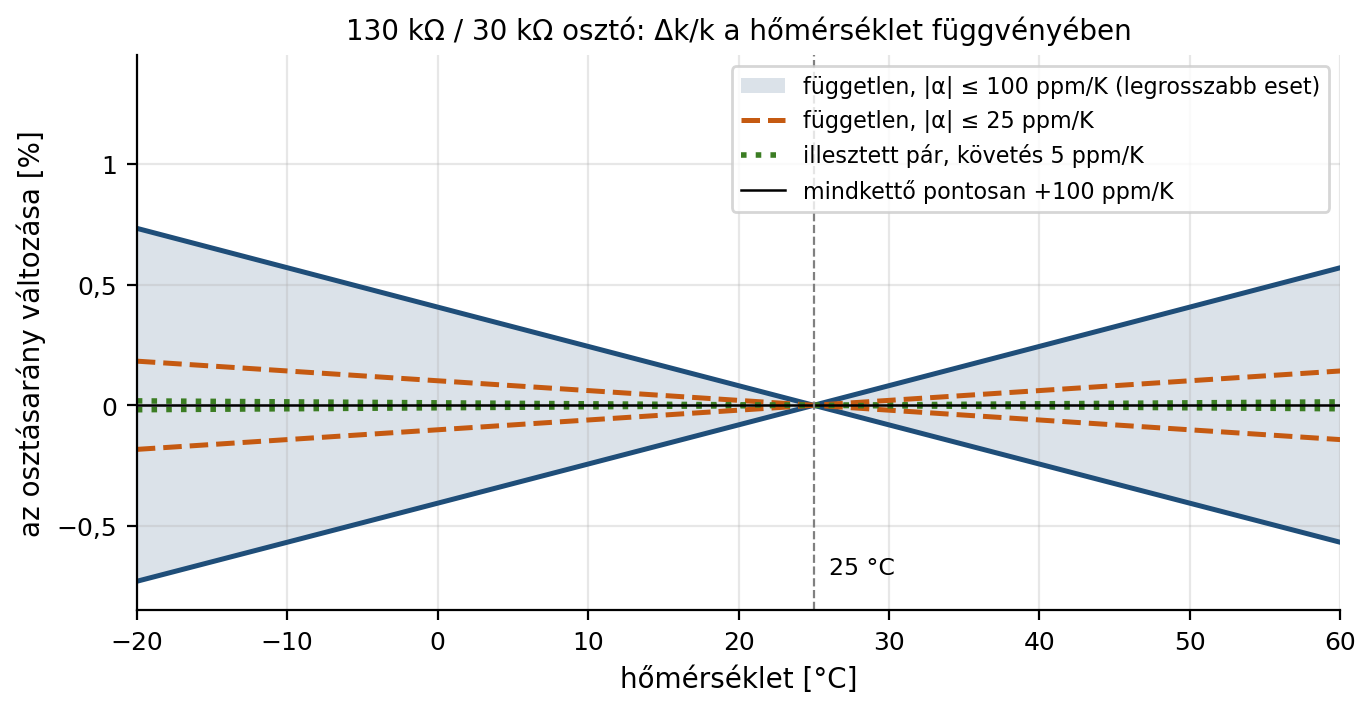 130 kΩ / 30 kΩ osztó: Δk/k a hőmérséklet függvényében
független, |α| ≤ 100 ppm/K (legrosszabb eset)
független, |α| ≤ 25 ppm/K
illesztett pár, követés 5 ppm/K
mindkettő pontosan +100 ppm/K
az osztásarány változása [%]
1
0,5
0
−0,5
25 °C
−20 −10 0 10 20 30 40 50 60
hőmérséklet [°C]